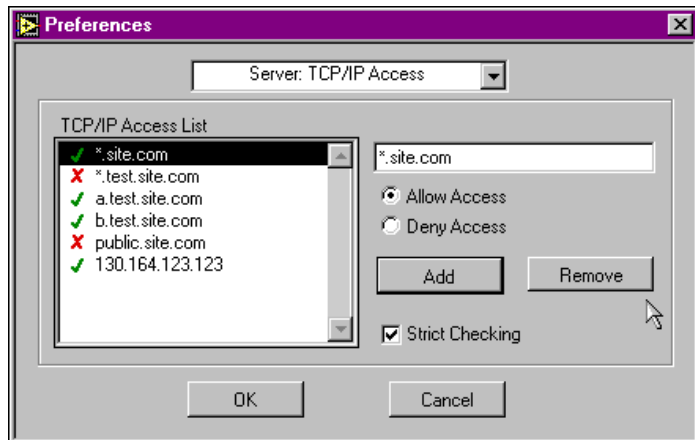 Preferences
Server: TCP/IP Access
TCP/IP Access List
*.site.com
*.test.site.com
a.test.site.com
b.test.site.com
public.site.com
130.164.123.123
*.site.com
Allow Access
Deny Access
Add
Remove
Strict Checking
OK
Cancel